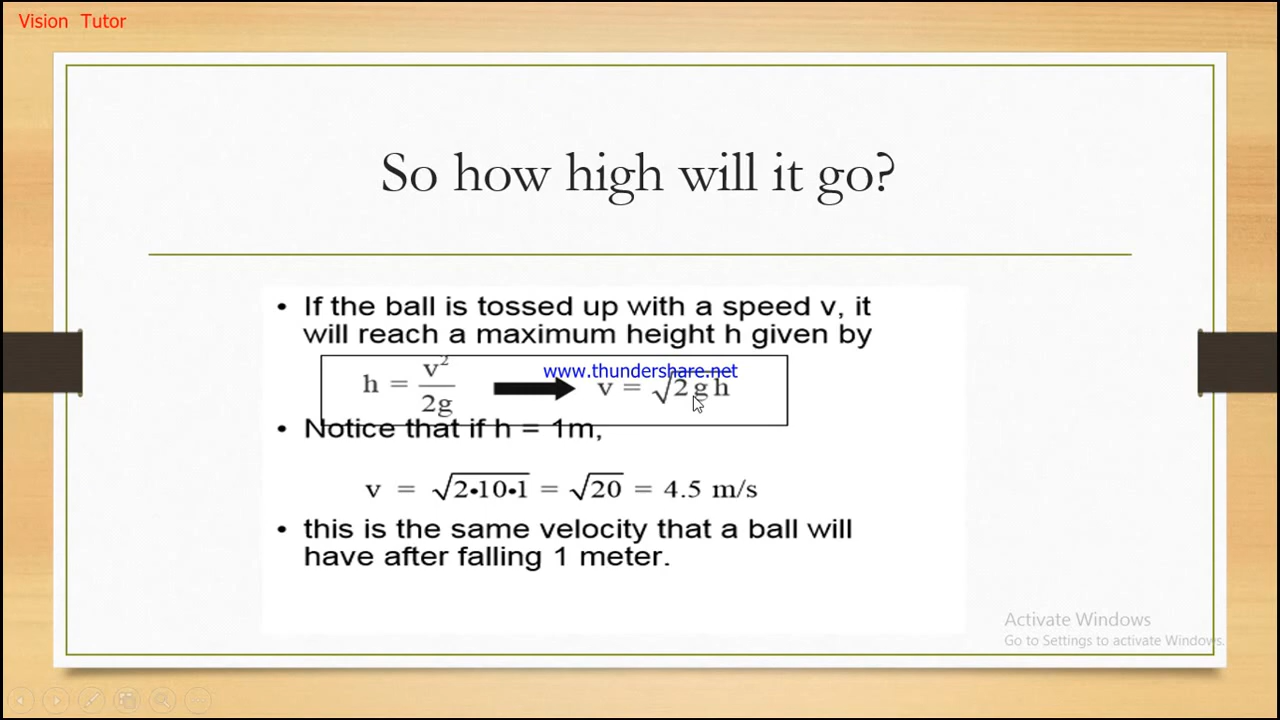 Vision Tutor
So how high will it go?
• If the ball is tossed up with a speed v, it
will reach a maximum height h given by
www.thundershare.net
h = v²/2g → v = √2gh
• Notice that if h = 1m,
v = √2•10•1 = √20 = 4.5 m/s
• this is the same velocity that a ball will
have after falling 1 meter.
Activate Windows
Go to Settings to activate Windows.